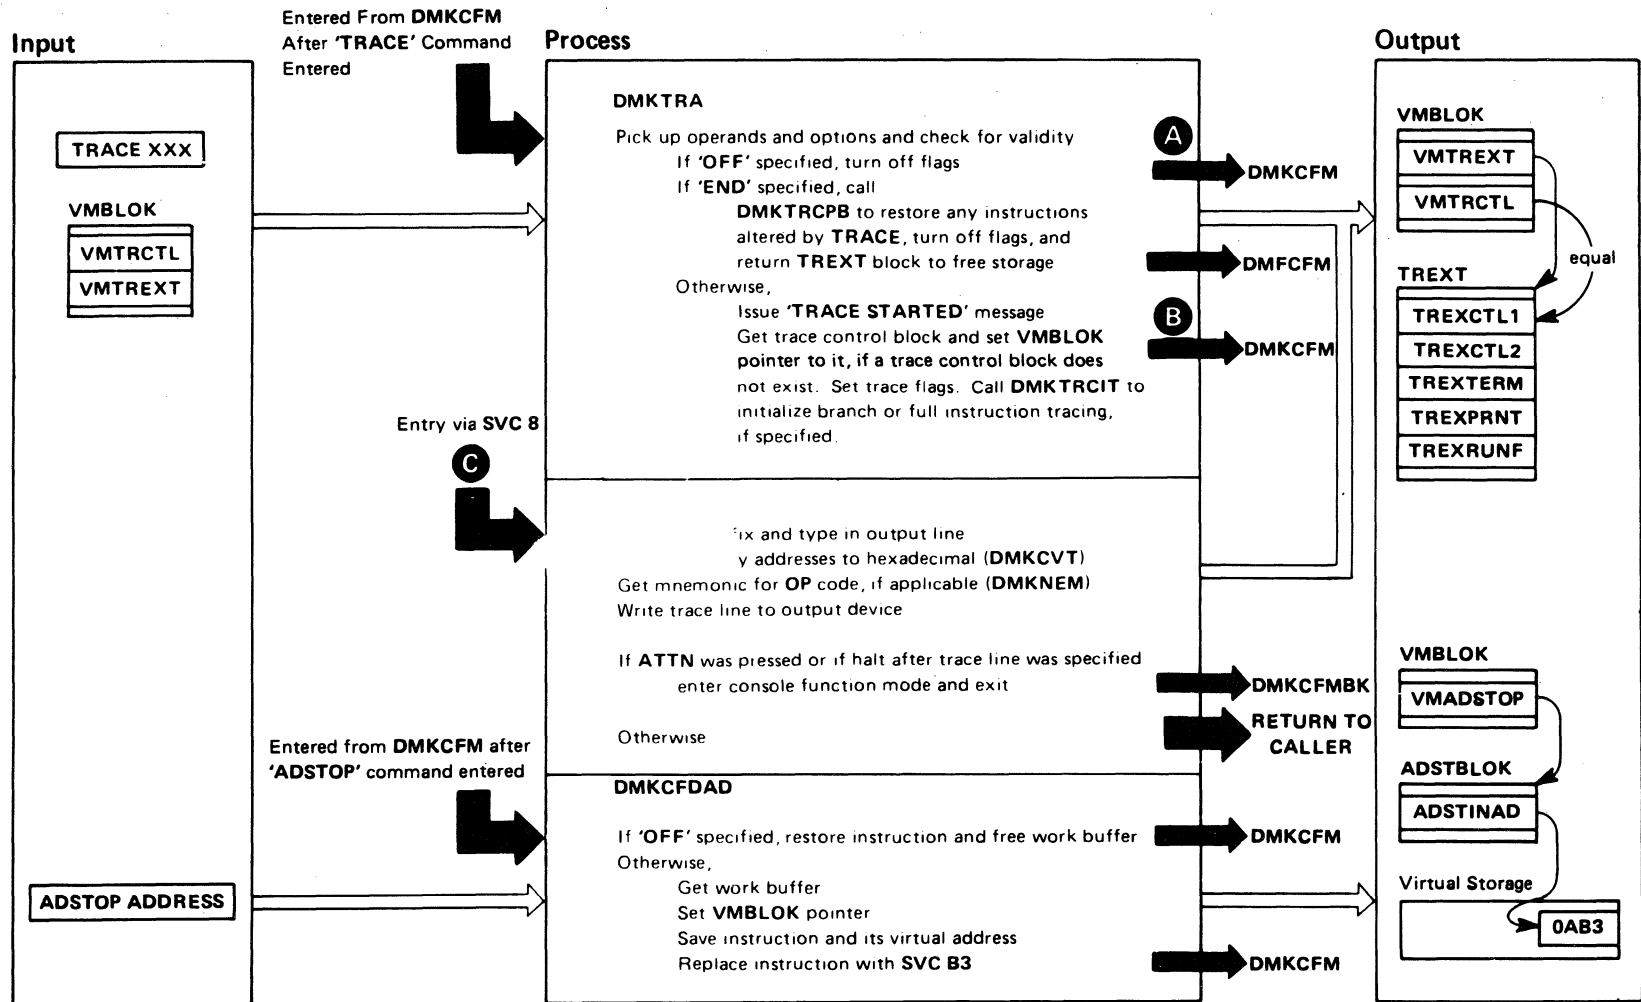 Input
TRACE XXX
VMBLOK
VMTRCTL
VMTREXT
ADSTOP ADDRESS
Entered From DMKCFM
After 'TRACE' Command
Entered
Entry via SVC 8
C
Entered from DMKCFM after
'ADSTOP' command entered
Process
DMKTRA
Pick up operands and options and check for validity
If 'OFF' specified, turn off flags
If 'END' specified, call
DMKTRCPB to restore any instructions
altered by TRACE, turn off flags, and
return TREXT block to free storage
Otherwise,
Issue 'TRACE STARTED' message
Get trace control block and set VMBLOK
pointer to it, if a trace control block does
not exist. Set trace flags. Call DMKTRCIT to
initialize branch or full instruction tracing,
if specified.
ix and type in output line
y addresses to hexadecimal (DMKCVT)
Get mnemonic for OP code, if applicable (DMKNEM)
Write trace line to output device
If ATTN was pressed or if halt after trace line was specified
enter console function mode and exit
Otherwise
DMKCFDAD
If 'OFF' specified, restore instruction and free work buffer
Otherwise,
Get work buffer
Set VMBLOK pointer
Save instruction and its virtual address
Replace instruction with SVC B3
A
DMKCFM
DMFCFM
B
DMKCFM
DMKCFMBK
RETURN TO
CALLER
DMKCFM
DMKCFM
Output
VMBLOK
VMTREXT
VMTRCTL
equal
TREXT
TREXCTL1
TREXCTL2
TREXTERM
TREXPRNT
TREXRUNF
VMBLOK
VMADSTOP
ADSTBLOK
ADSTINAD
Virtual Storage
0AB3